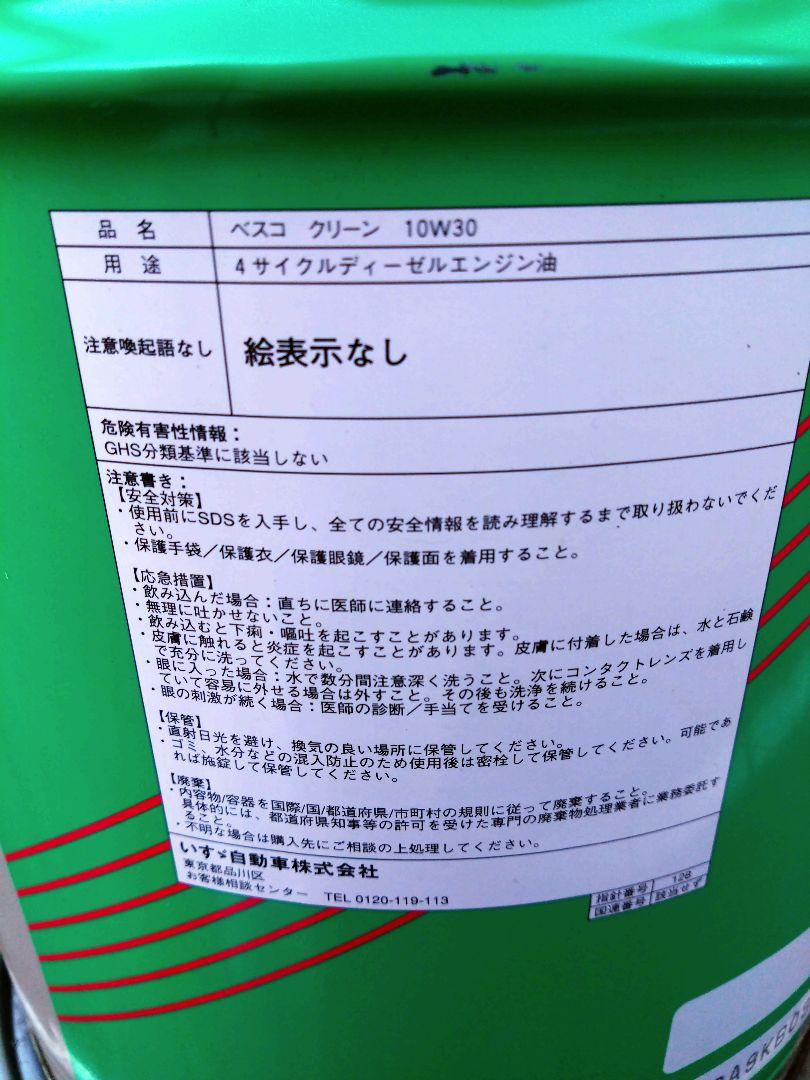 品名 ベスコ クリーン 10W30
用途 4サイクルディーゼルエンジン油
注意喚起語なし 絵表示なし
危険有害性情報：
GHS分類基準に該当しない
注意書き：
【安全対策】
・使用前にSDSを入手し、全ての安全情報を読み理解するまで取り扱わないでくだ
さい。
・保護手袋／保護衣／保護眼鏡／保護面を着用すること。
【応急措置】
・飲み込んだ場合：直ちに医師に連絡すること。
・無理に吐かせないこと。
・飲み込むと下痢・嘔吐を起こすことがあります。
・皮膚に触れると炎症を起こすことがあります。皮膚に付着した場合は、水と石鹸
で充分に洗ってください。
・眼に入った場合：水で数分間注意深く洗うこと。次にコンタクトレンズを着用し
ていて容易に外せる場合は外すこと。その後も洗浄を続けること。
・眼の刺激が続く場合：医師の診断／手当てを受けること。
【保管】
・直射日光を避け、換気の良い場所に保管してください。
・ゴミ、水分などの混入防止のため使用後は密栓して保管してください。可能であ
れば施錠して保管してください。
【廃棄】
・内容物/容器を国際/国/都道府県/市町村の規則に従って廃棄すること。
具体的には、都道府県知事等の許可を受けた専門の廃棄物処理業者に業務委託す
ること。
・不明な場合は購入先にご相談の上処理してください。
いすゞ自動車株式会社
東京都品川区
お客様相談センター TEL 0120-119-113
指針番号 128
国連番号 該当せず